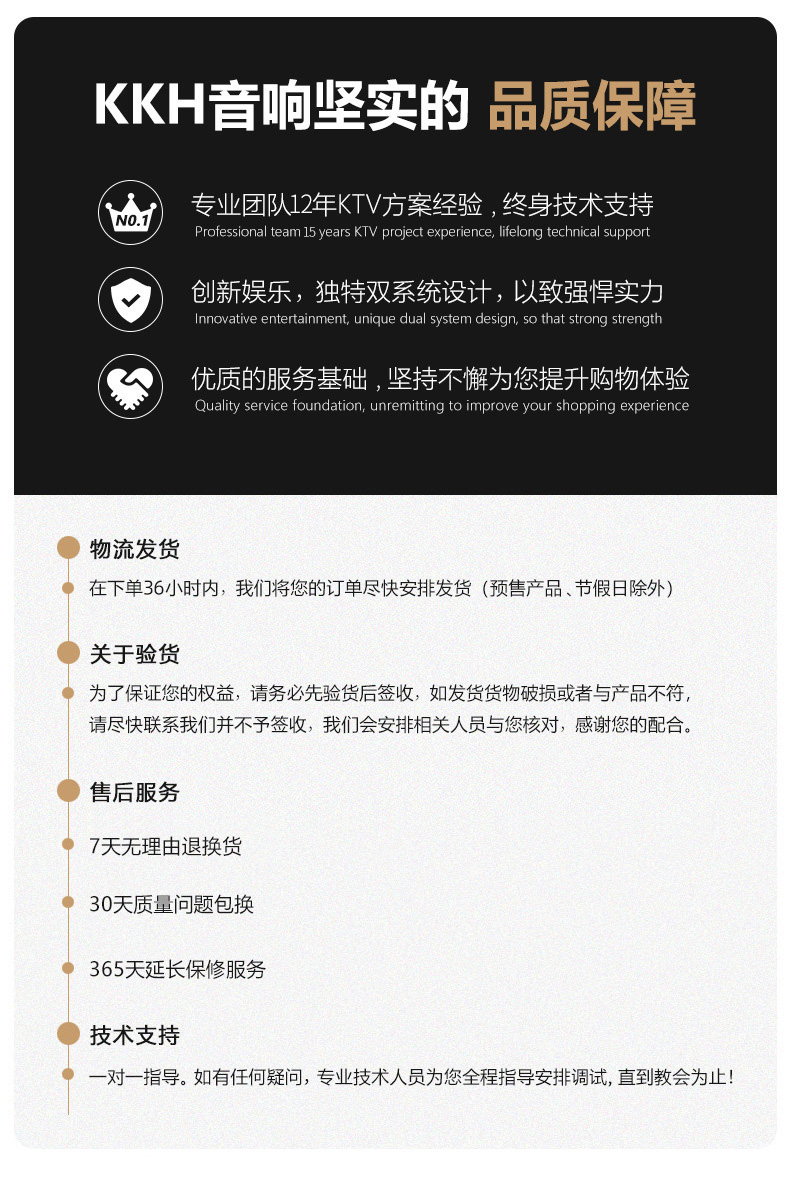 KKH音响坚实的 品质保障
NO.1
专业团队12年KTV方案经验，终身技术支持
Professional team 15 years KTV project experience, lifelong technical support
创新娱乐，独特双系统设计，以致强悍实力
Innovative entertainment, unique dual system design, so that strong strength
优质的服务基础，坚持不懈为您提升购物体验
Quality service foundation, unremitting to improve your shopping experience
物流发货
在下单36小时内，我们将您的订单尽快安排发货（预售产品、节假日除外）
关于验货
为了保证您的权益，请务必先验货后签收，如发货货物破损或者与产品不符，
请尽快联系我们并不予签收，我们会安排相关人员与您核对，感谢您的配合。
售后服务
7天无理由退换货
30天质量问题包换
365天延长保修服务
技术支持
一对一指导。如有任何疑问，专业技术人员为您全程指导安排调试，直到教会为止！